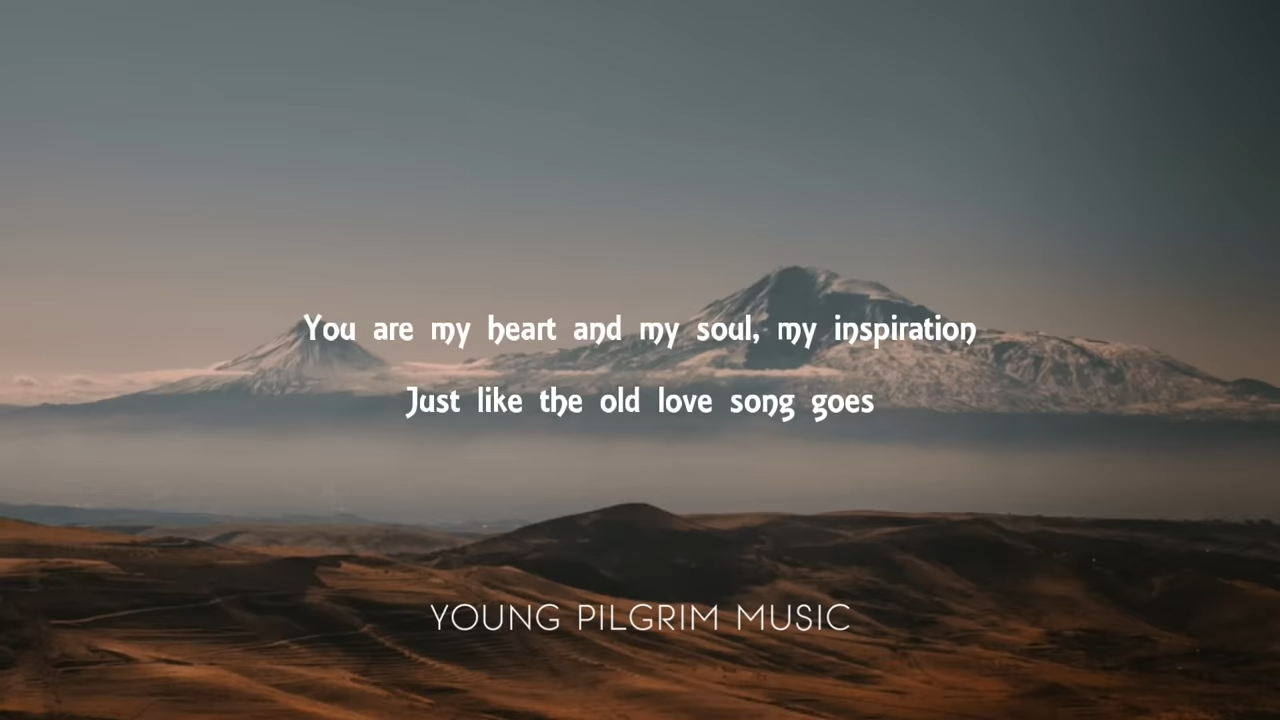 You are my heart and my soul, my inspiration
Just like the old love song goes
YOUNG PILGRIM MUSIC